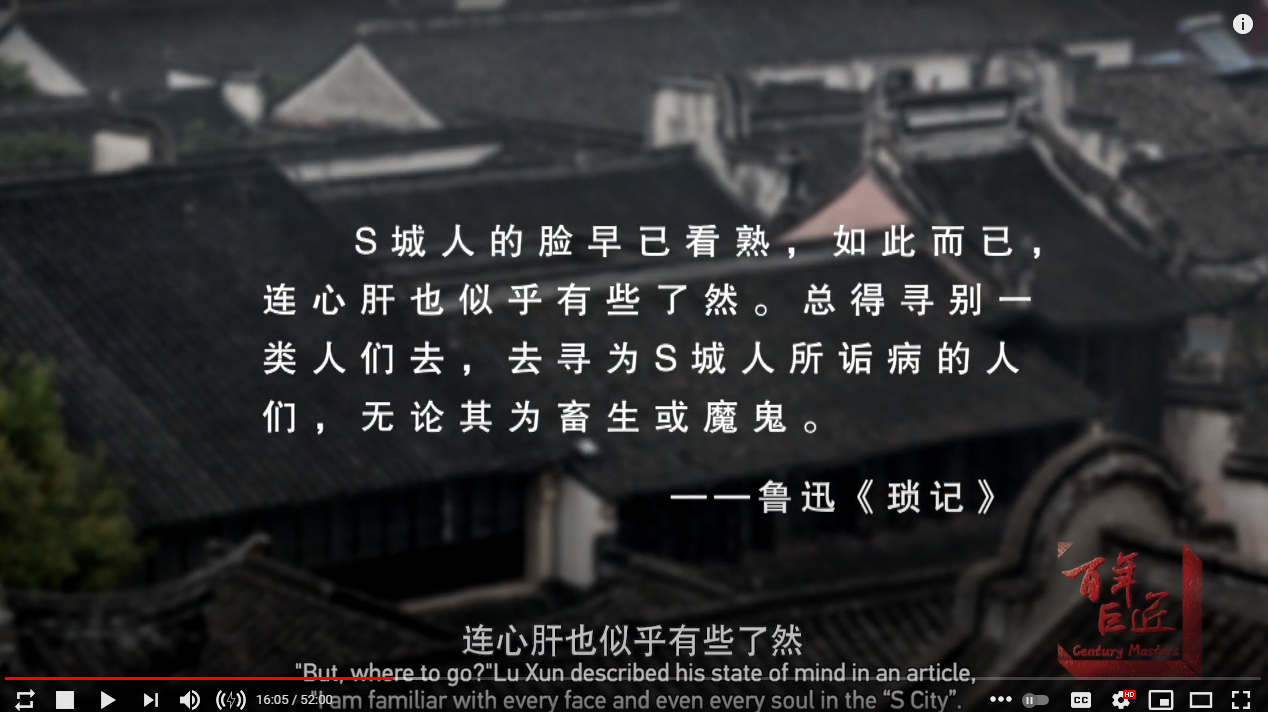 S城人的脸早已看熟，如此而已，
连心肝也似乎有些了然。总得寻别一
类人们去，去寻为S城人所诟病的人
们，无论其为畜生或魔鬼。
——鲁迅《琐记》
百年
巨匠
Century Masters
连心肝也似乎有些了然
"But, where to go?"Lu Xun described his state of mind in an article,
"I am familiar with every face and even every soul in the “S City”.
16:05 / 52:00
CC
HD